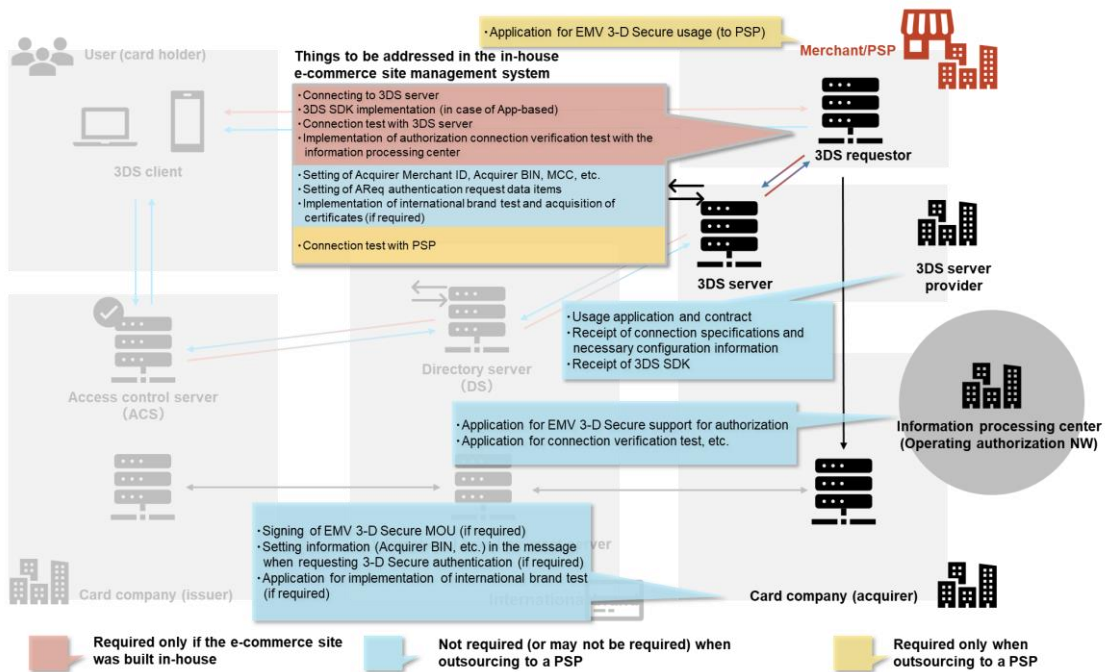 ・Application for EMV 3-D Secure usage (to PSP)
Merchant/PSP
User (card holder)
Things to be addressed in the in-house
e-commerce site management system
・Connecting to 3DS server
・3DS SDK implementation (in case of App-based)
・Connection test with 3DS server
・Implementation of authorization connection verification test with the
information processing center
3DS requestor
3DS client
・Setting of Acquirer Merchant ID, Acquirer BIN, MCC, etc.
・Setting of AReq authentication request data items
・Implementation of international brand test and acquisition of
certificates (if required)
・Connection test with PSP
3DS server
3DS server
provider
・Usage application and contract
・Receipt of connection specifications and
necessary configuration information
・Receipt of 3DS SDK
Directory server
(DS)
Access control server
(ACS)
・Application for EMV 3-D Secure support for authorization
・Application for connection verification test, etc.
Information processing center
(Operating authorization NW)
・Signing of EMV 3-D Secure MOU (if required)
・Setting information (Acquirer BIN, etc.) in the message
when requesting 3-D Secure authentication (if required)
・Application for implementation of international brand test
(if required)
Card company (issuer)
International
Card company (acquirer)
Required only if the e-commerce site
was built in-house
Not required (or may not be required) when
outsourcing to a PSP
Required only when
outsourcing to a PSP